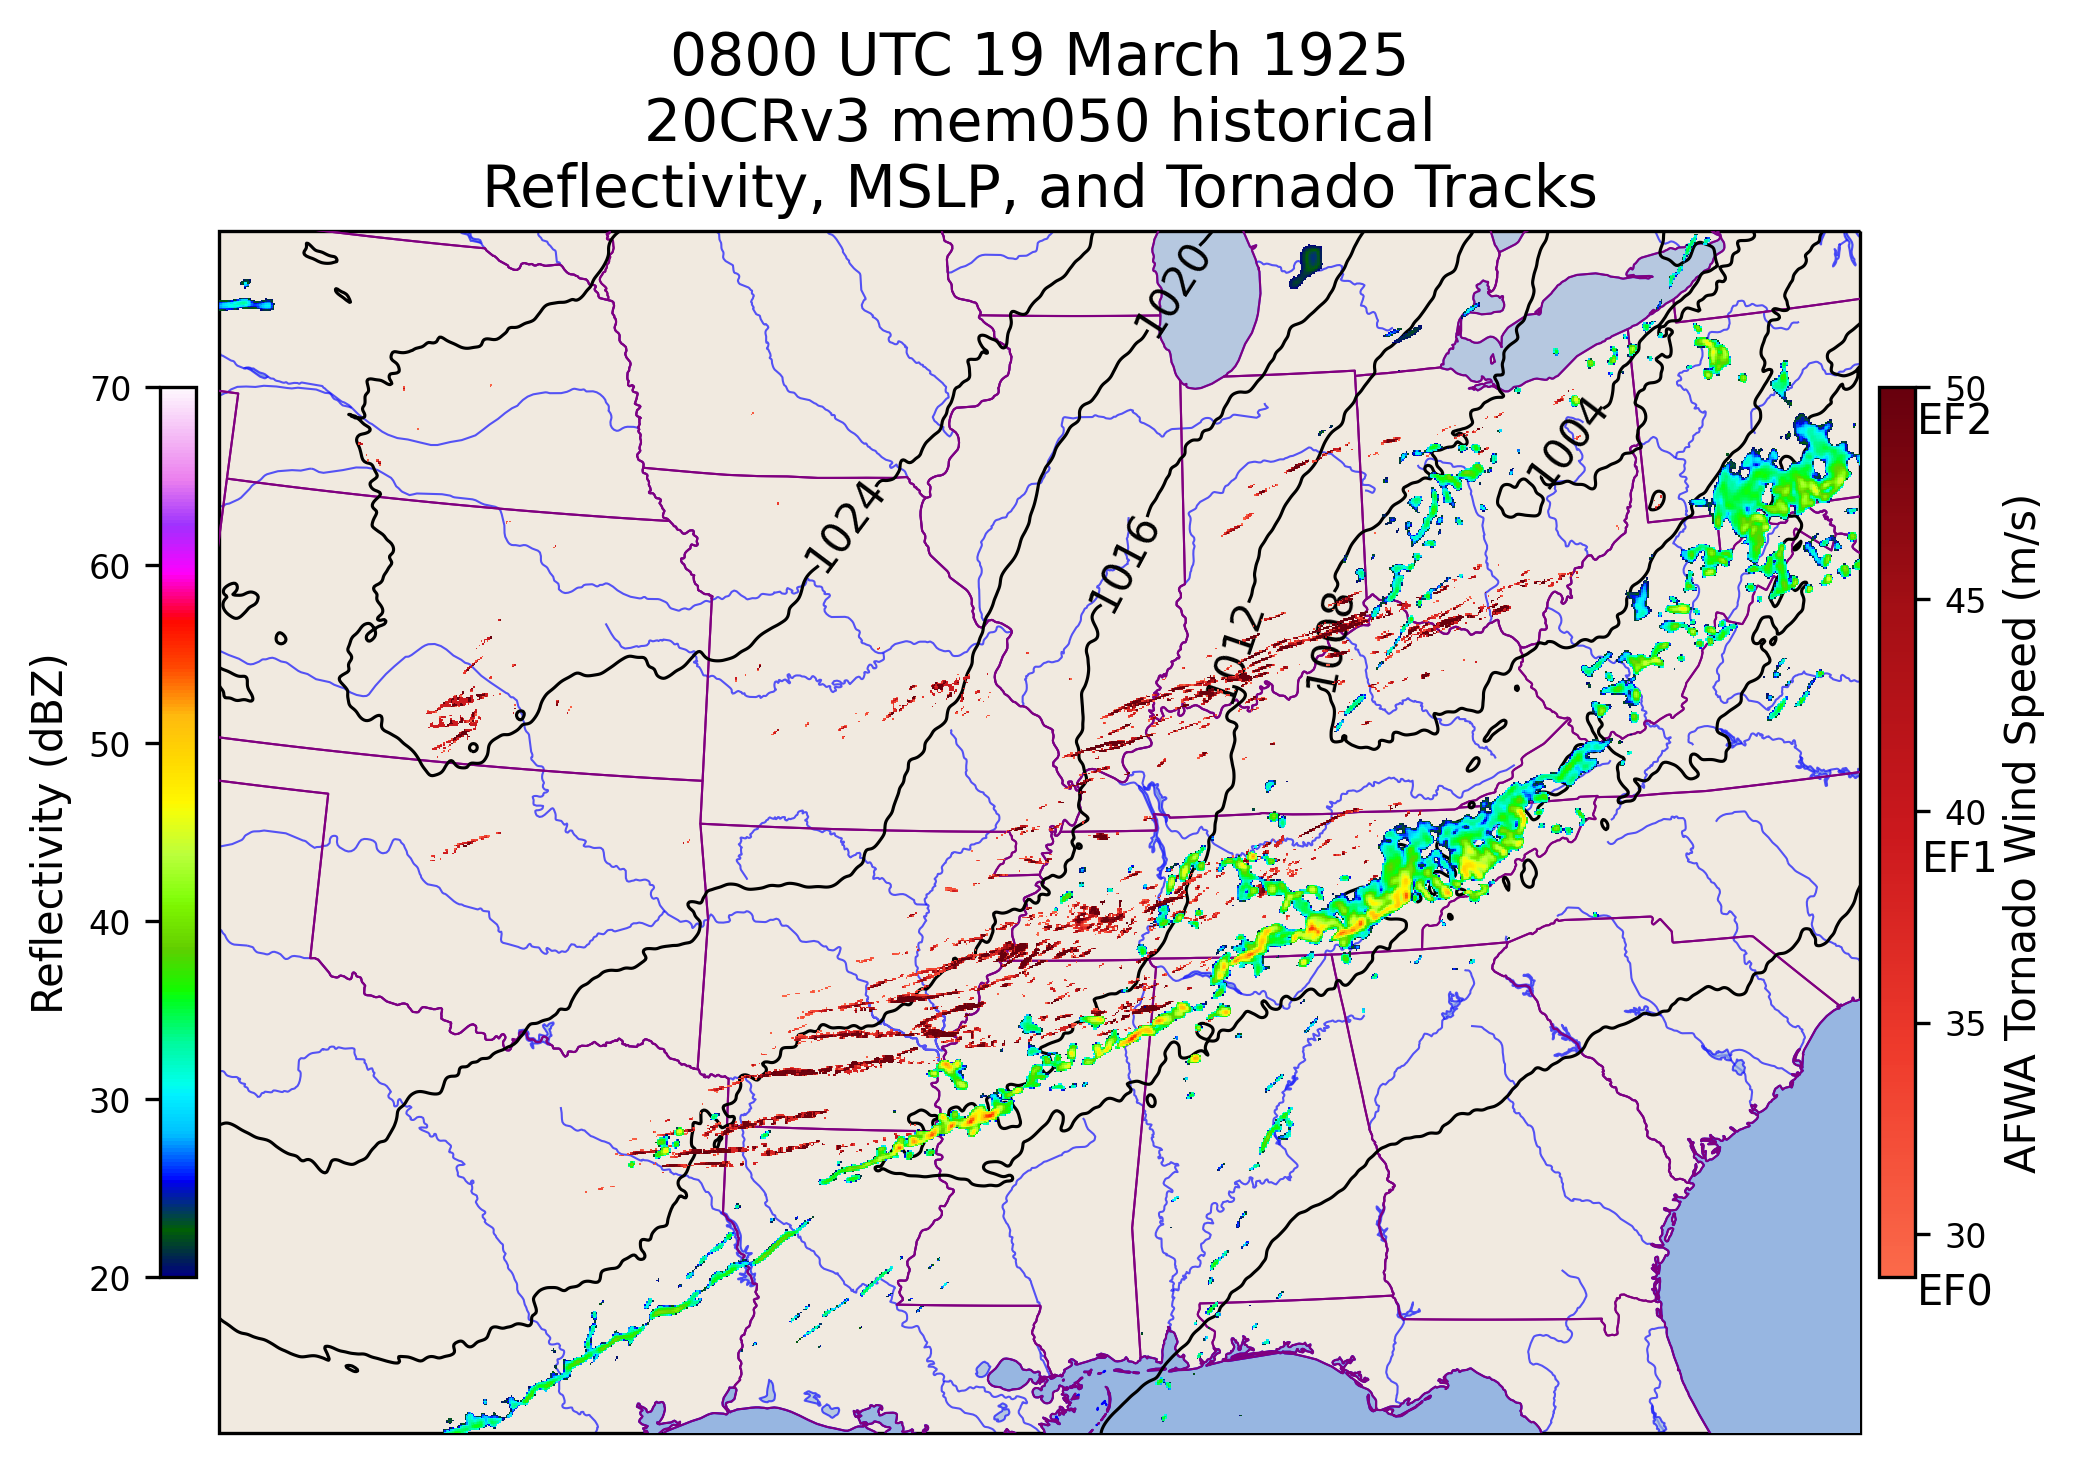 0800 UTC 19 March 1925
20CRv3 mem050 historical
Reflectivity, MSLP, and Tornado Tracks
1020
1004
1024
1016
1008
1012
Reflectivity (dBZ)
70
60
50
40
30
20
50
EF2
45
40
EF1
35
30
EF0
AFWA Tornado Wind Speed (m/s)